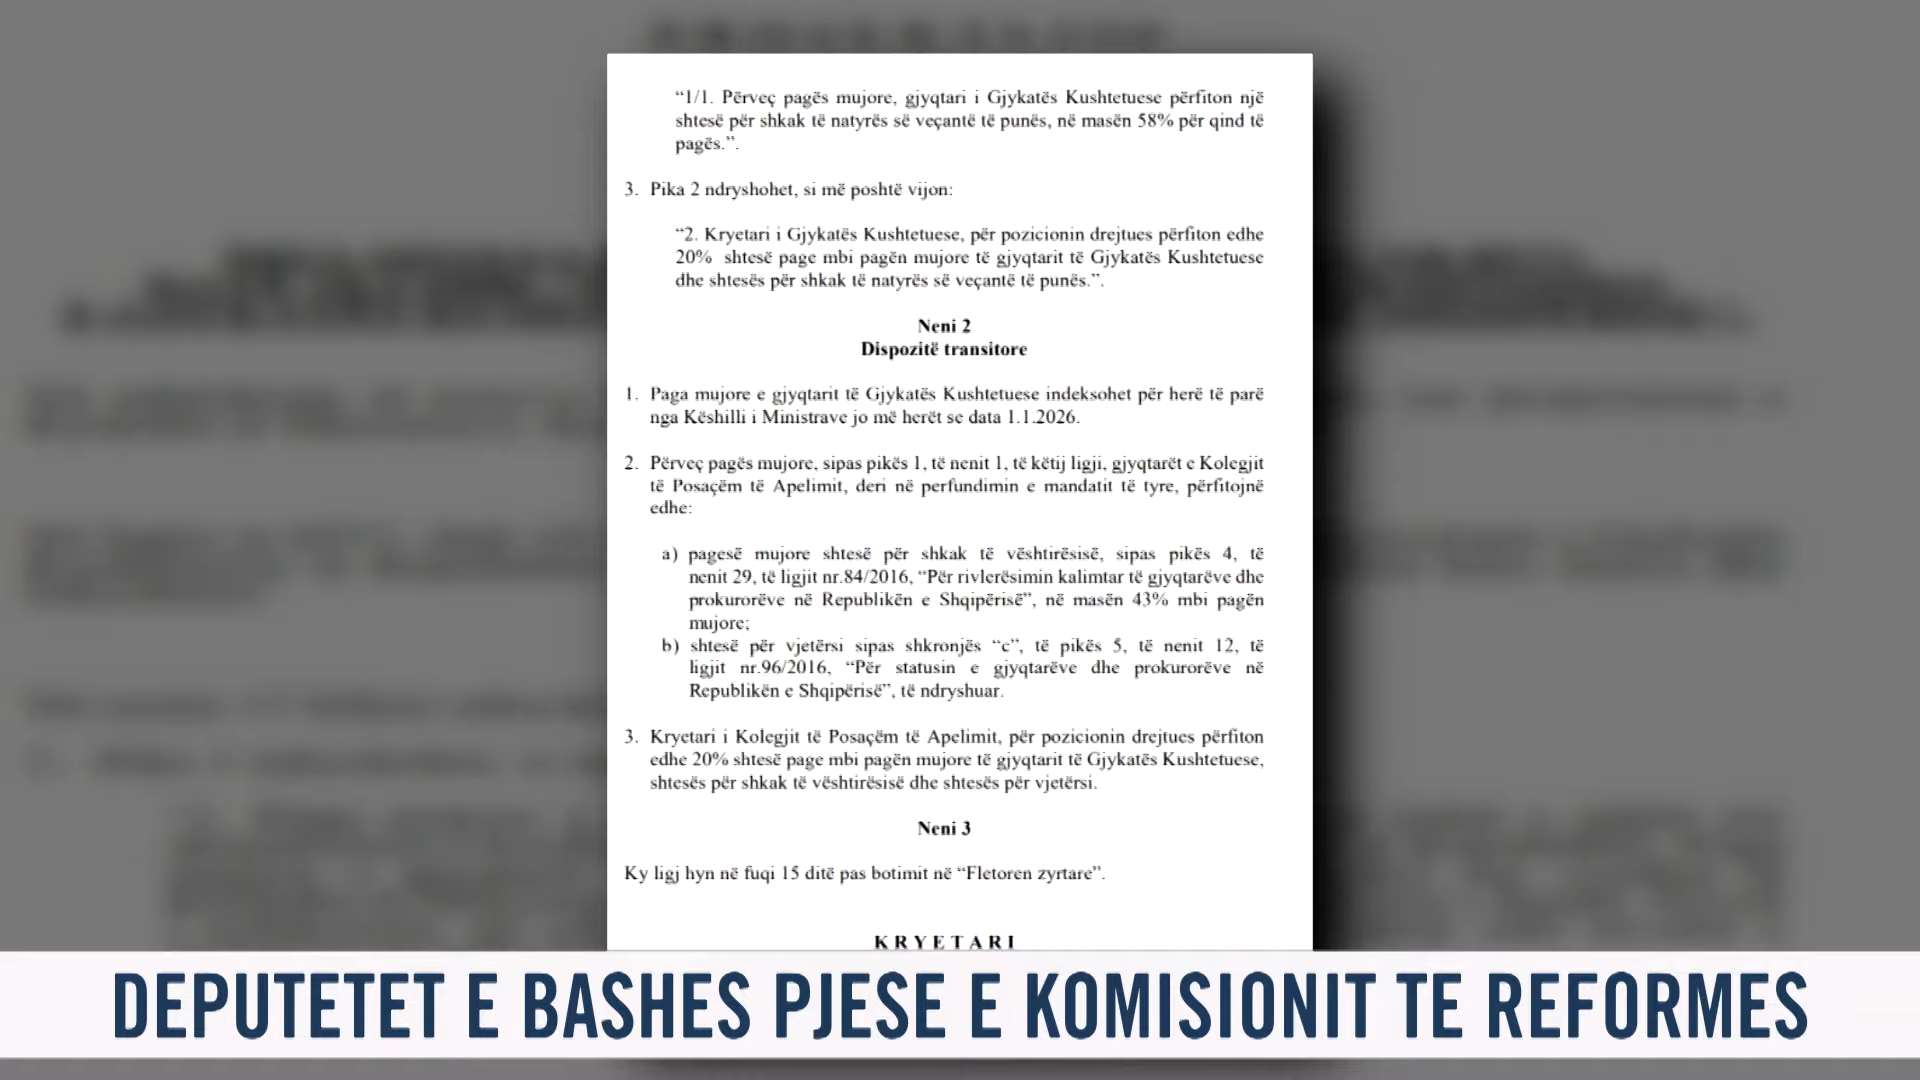 “1/1. Përveç pagës mujore, gjyqtari i Gjykatës Kushtetuese përfiton një
shtesë për shkak të natyrës së veçantë të punës, në masën 58% për qind të
pagës.”.
3. Pika 2 ndryshohet, si më poshtë vijon:
“2. Kryetari i Gjykatës Kushtetuese, për pozicionin drejtues përfiton edhe
20% shtesë page mbi pagën mujore të gjyqtarit të Gjykatës Kushtetuese
dhe shtesës për shkak të natyrës së veçantë të punës.”.
Neni 2
Dispozitë transitore
1. Paga mujore e gjyqtarit të Gjykatës Kushtetuese indeksohet për herë të parë
nga Këshilli i Ministrave jo më herët se data 1.1.2026.
2. Përveç pagës mujore, sipas pikës 1, të nenit 1, të këtij ligji, gjyqtarët e Kolegjit
të Posaçëm të Apelimit, deri në perfundimin e mandatit të tyre, përfitojnë
edhe:
a) pagesë mujore shtesë për shkak të vështirësisë, sipas pikës 4, të
nenit 29, të ligjit nr.84/2016, “Për rivlerësimin kalimtar të gjyqtarëve dhe
prokurorëve në Republikën e Shqipërisë”, në masën 43% mbi pagën
mujore;
b) shtesë për vjetërsi sipas shkronjës “c”, të pikës 5, të nenit 12, të
ligjit nr.96/2016, “Për statusin e gjyqtarëve dhe prokurorëve në
Republikën e Shqipërisë”, të ndryshuar.
3. Kryetari i Kolegjit të Posaçëm të Apelimit, për pozicionin drejtues përfiton
edhe 20% shtesë page mbi pagën mujore të gjyqtarit të Gjykatës Kushtetuese,
shtesës për shkak të vështirësisë dhe shtesës për vjetërsi.
Neni 3
Ky ligj hyn në fuqi 15 ditë pas botimit në “Fletoren zyrtare”.
KRYETARI
DEPUTETET E BASHES PJESE E KOMISIONIT TE REFORMES